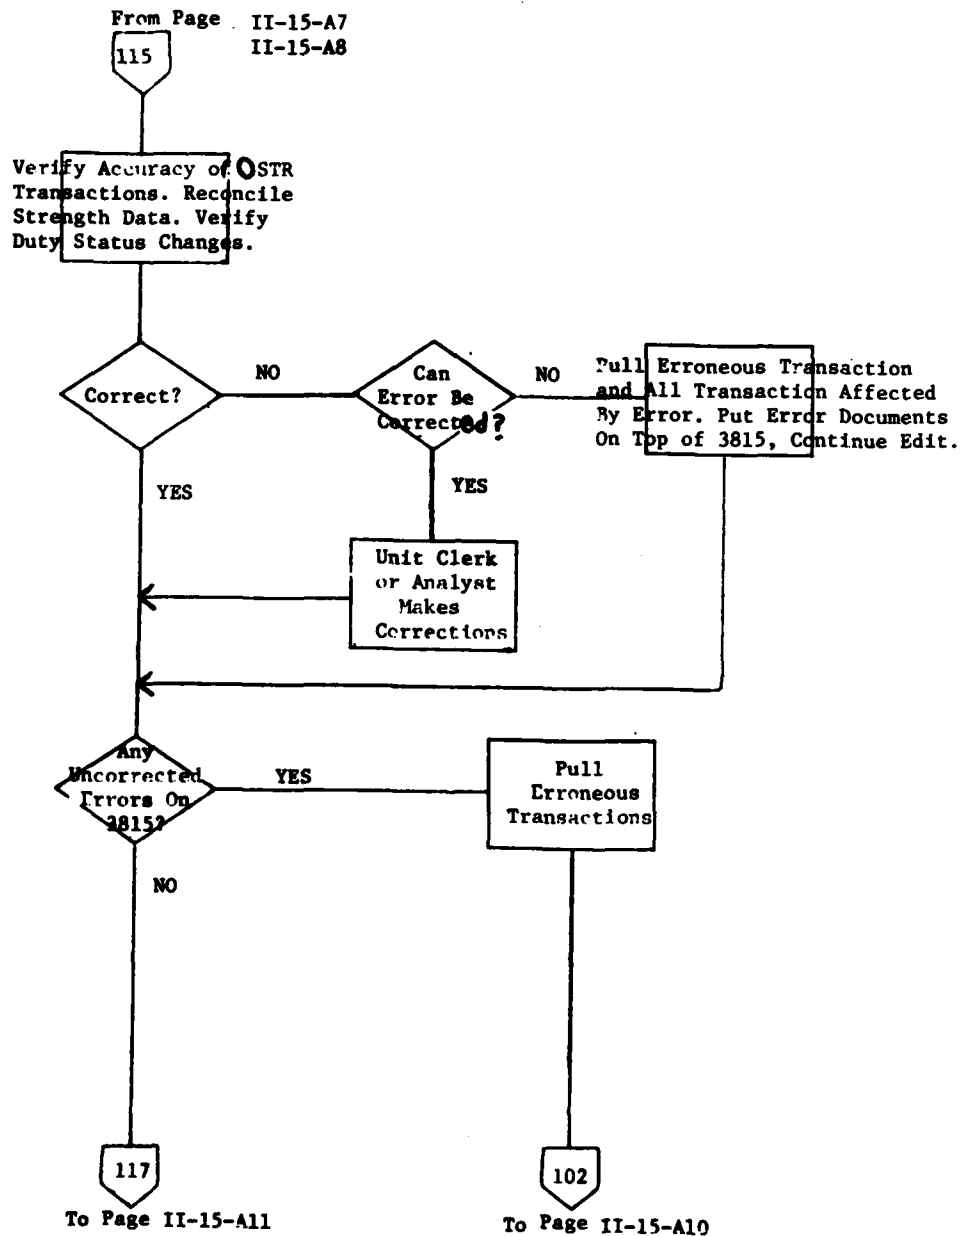 From Page II-15-A7
II-15-A8
115
Verify Accuracy of OSTR
Transactions. Reconcile
Strength Data. Verify
Duty Status Changes.
Correct?
NO
Can
Error Be
Corrected?
NO
Pull Erroneous Transaction
and All Transaction Affected
By Error. Put Error Documents
On Top of 3815, Continue Edit.
YES
YES
Unit Clerk
or Analyst
Makes
Corrections
Any
Uncorrected
Errors On
3815?
YES
Pull
Erroneous
Transactions
NO
117
To Page II-15-A11
102
To Page II-15-A10